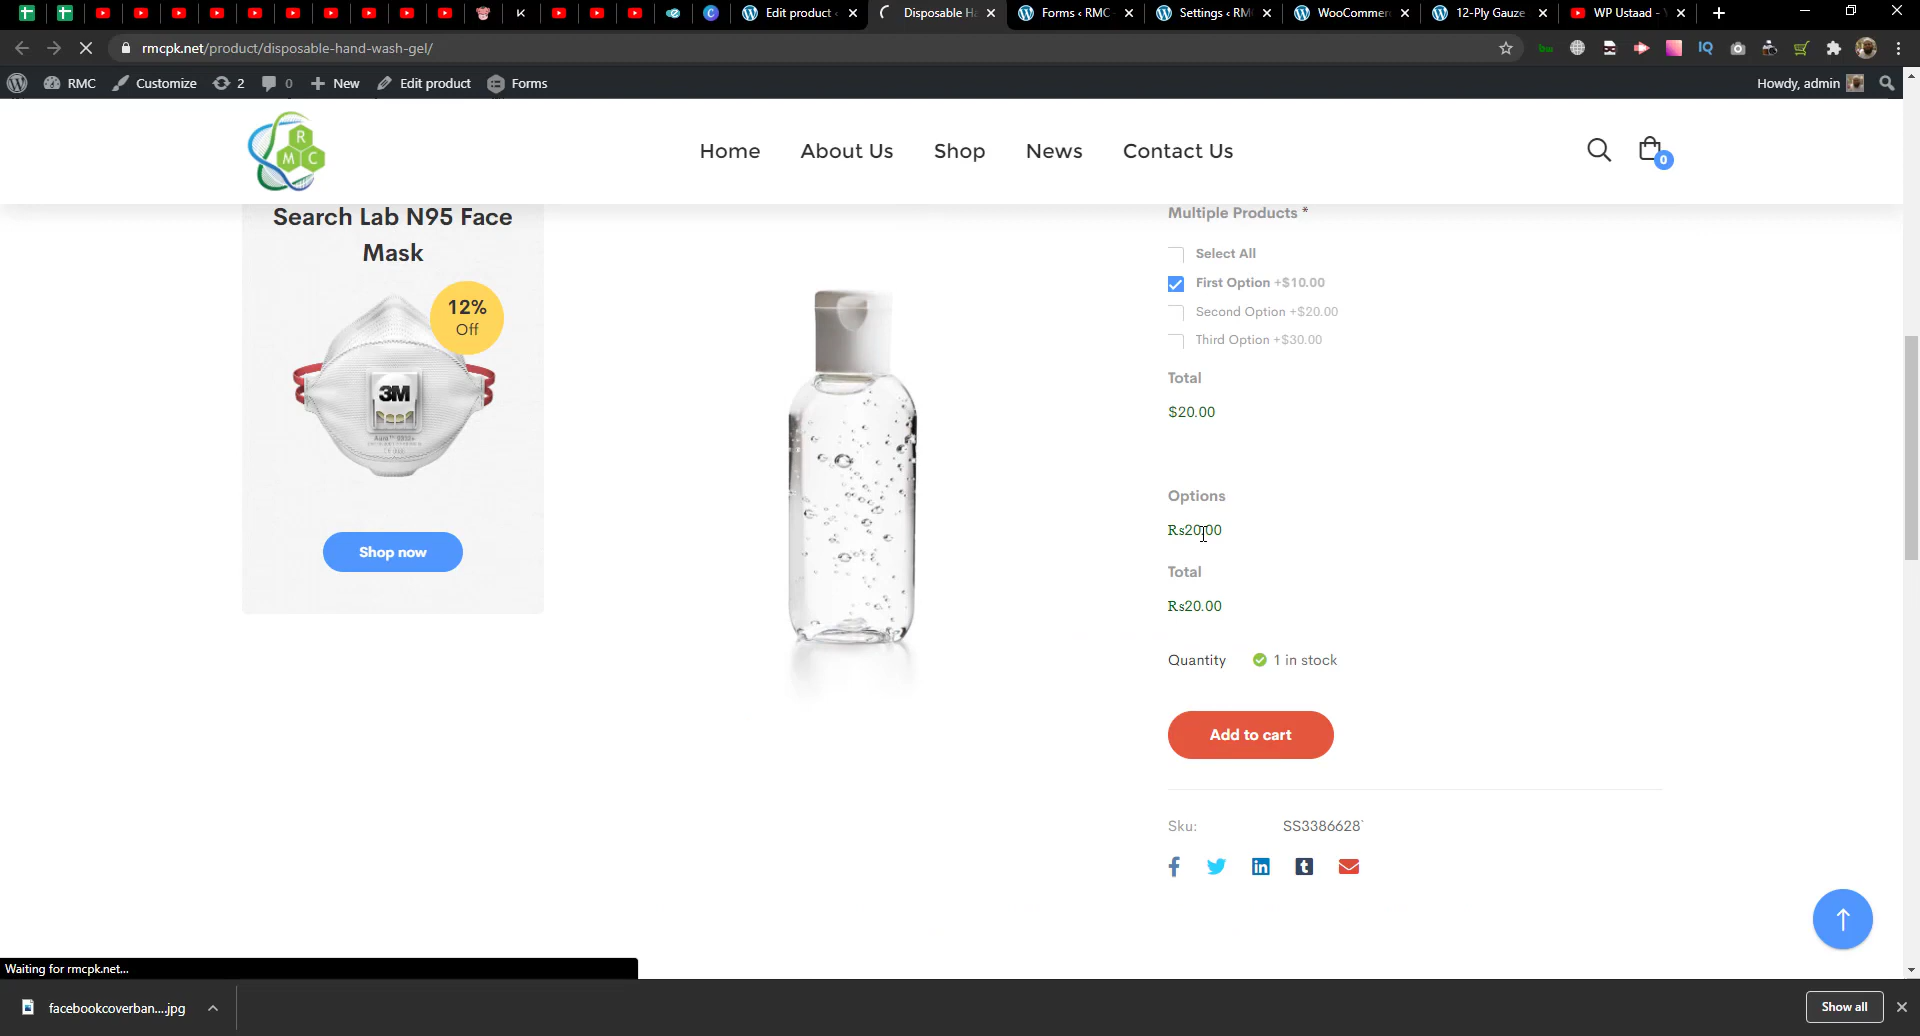 Edit product ‹
Disposable Ha
Forms ‹ RMC
Settings ‹ RM
WooCommer
12-Ply Gauze
WP Ustaad -
rmcpk.net/product/disposable-hand-wash-gel/
RMC
Customize
2
0
New
Edit product
Forms
Howdy, admin
R
M C
Home
About Us
Shop
News
Contact Us
0
Search Lab N95 Face
Mask
12%
Off
3M
Shop now
Multiple Products *
Select All
First Option +$10.00
Second Option +$20.00
Third Option +$30.00
Total
$20.00
Options
Rs20.00
Total
Rs20.00
Quantity
1 in stock
Add to cart
Sku:
SS3386628`
Waiting for rmcpk.net...
facebookcoverban....jpg
Show all